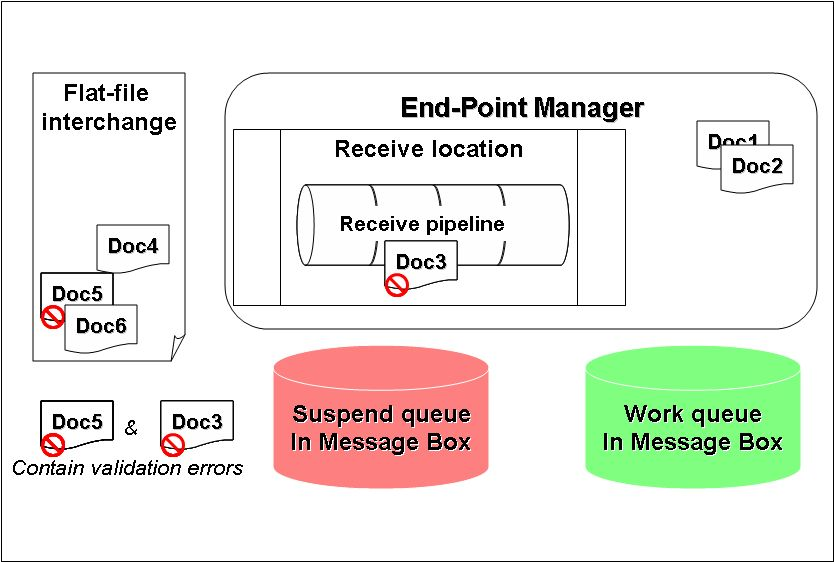 Flat-file
interchange
Doc4
Doc5
Doc6
End-Point Manager
Receive location
Receive pipeline
Doc3
Doc1
Doc2
Doc5 & Doc3
Contain validation errors
Suspend queue
In Message Box
Work queue
In Message Box